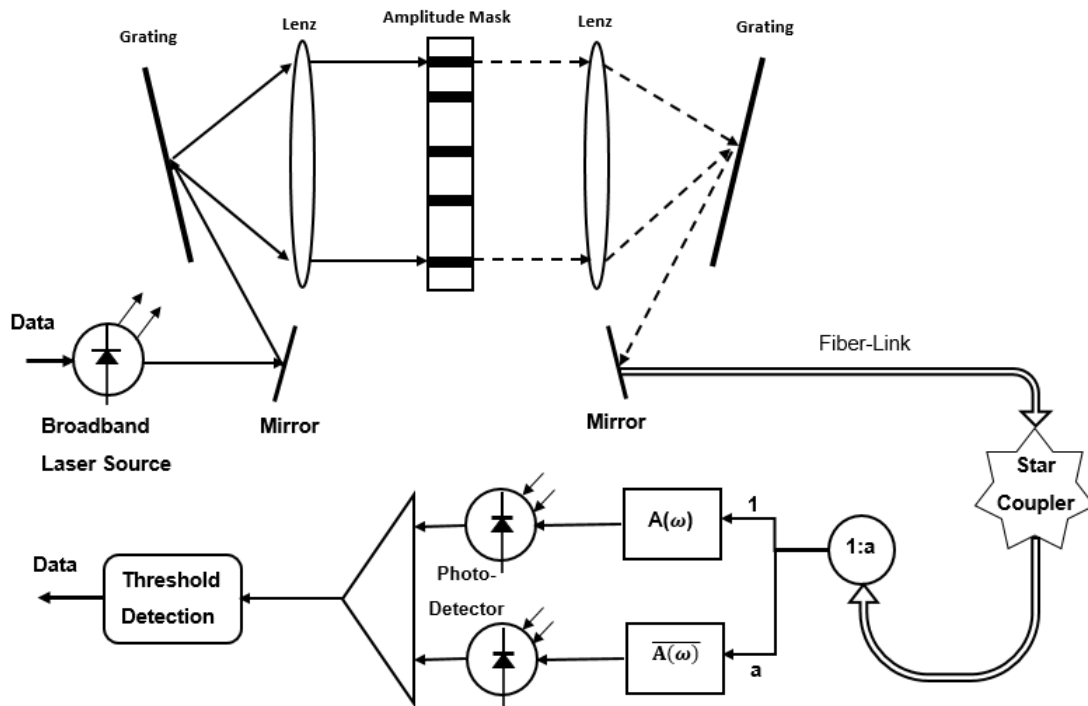 Amplitude Mask
Grating
Lenz
Lenz
Grating
Data
Broadband
Laser Source
Mirror
Mirror
Fiber-Link
Star
Coupler
1:a
1
a
A(ω)
$\overline{A(ω)}$
Photo-
Detector
Threshold
Detection
Data